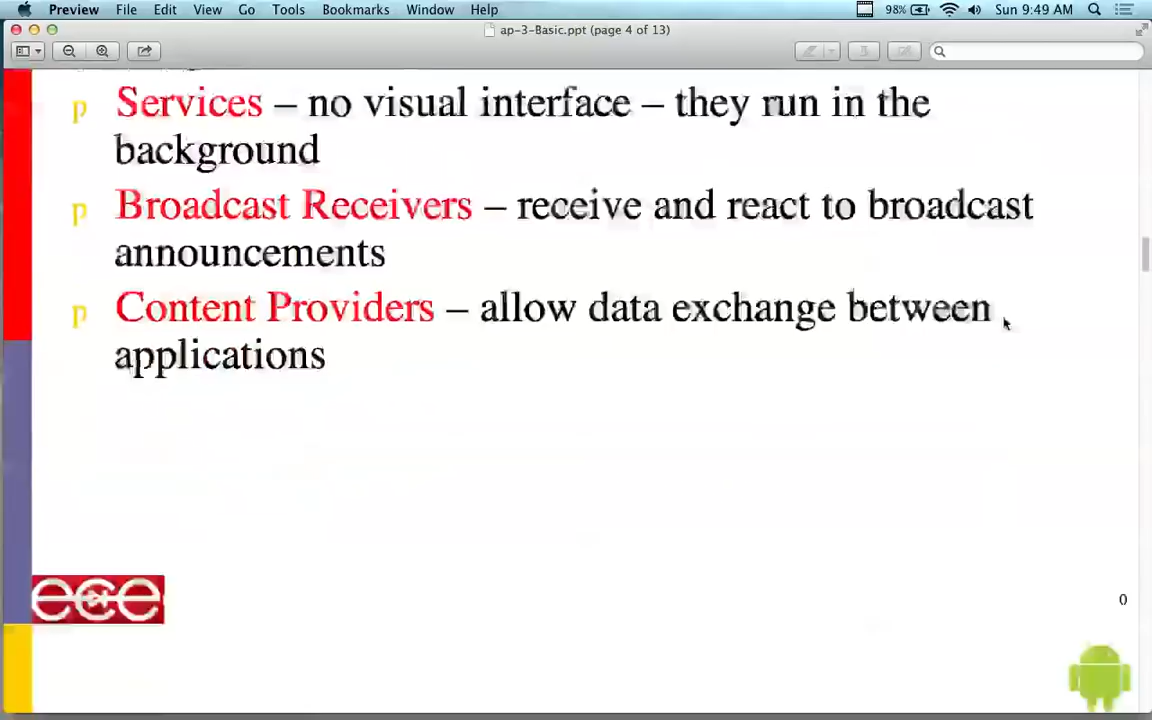 Preview File Edit View Go Tools Bookmarks Window Help 98% Sun 9:49 AM
ap-3-Basic.ppt (page 4 of 13)
p Services – no visual interface – they run in the
background
p Broadcast Receivers – receive and react to broadcast
announcements
p Content Providers – allow data exchange between
applications
ece
0